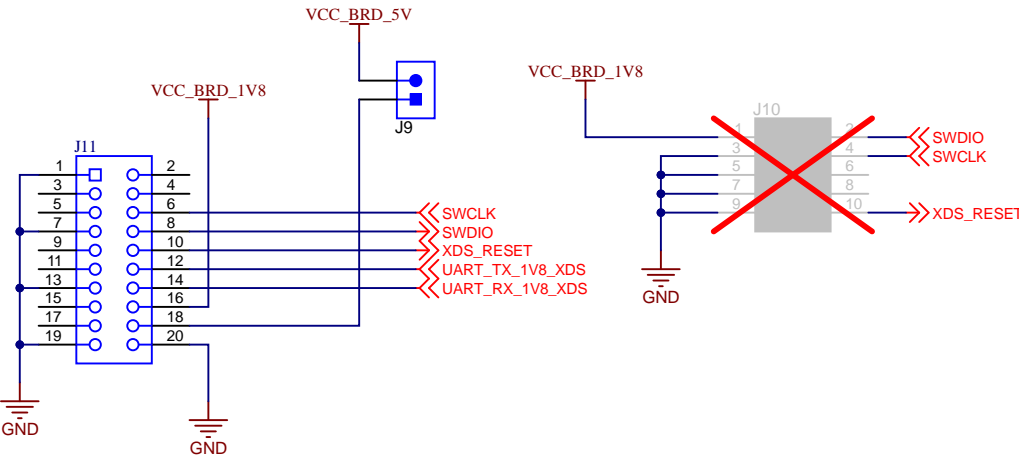 VCC_BRD_5V
VCC_BRD_1V8
J9
VCC_BRD_1V8
J11
1 2
3 4
5 6 SWCLK
7 8 SWDIO
9 10 XDS_RESET
11 12 UART_TX_1V8_XDS
13 14 UART_RX_1V8_XDS
15 16
17 18
19 20
GND
GND
J10
1 2 SWDIO
3 4 SWCLK
5 6
7 8
9 10 XDS_RESET
GND